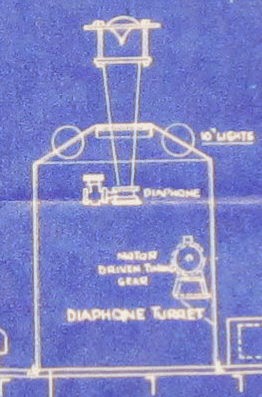 10" LIGHTS
DIAPHONE
MOTOR
DRIVEN TIMING
GEAR
DIAPHONE TURRET